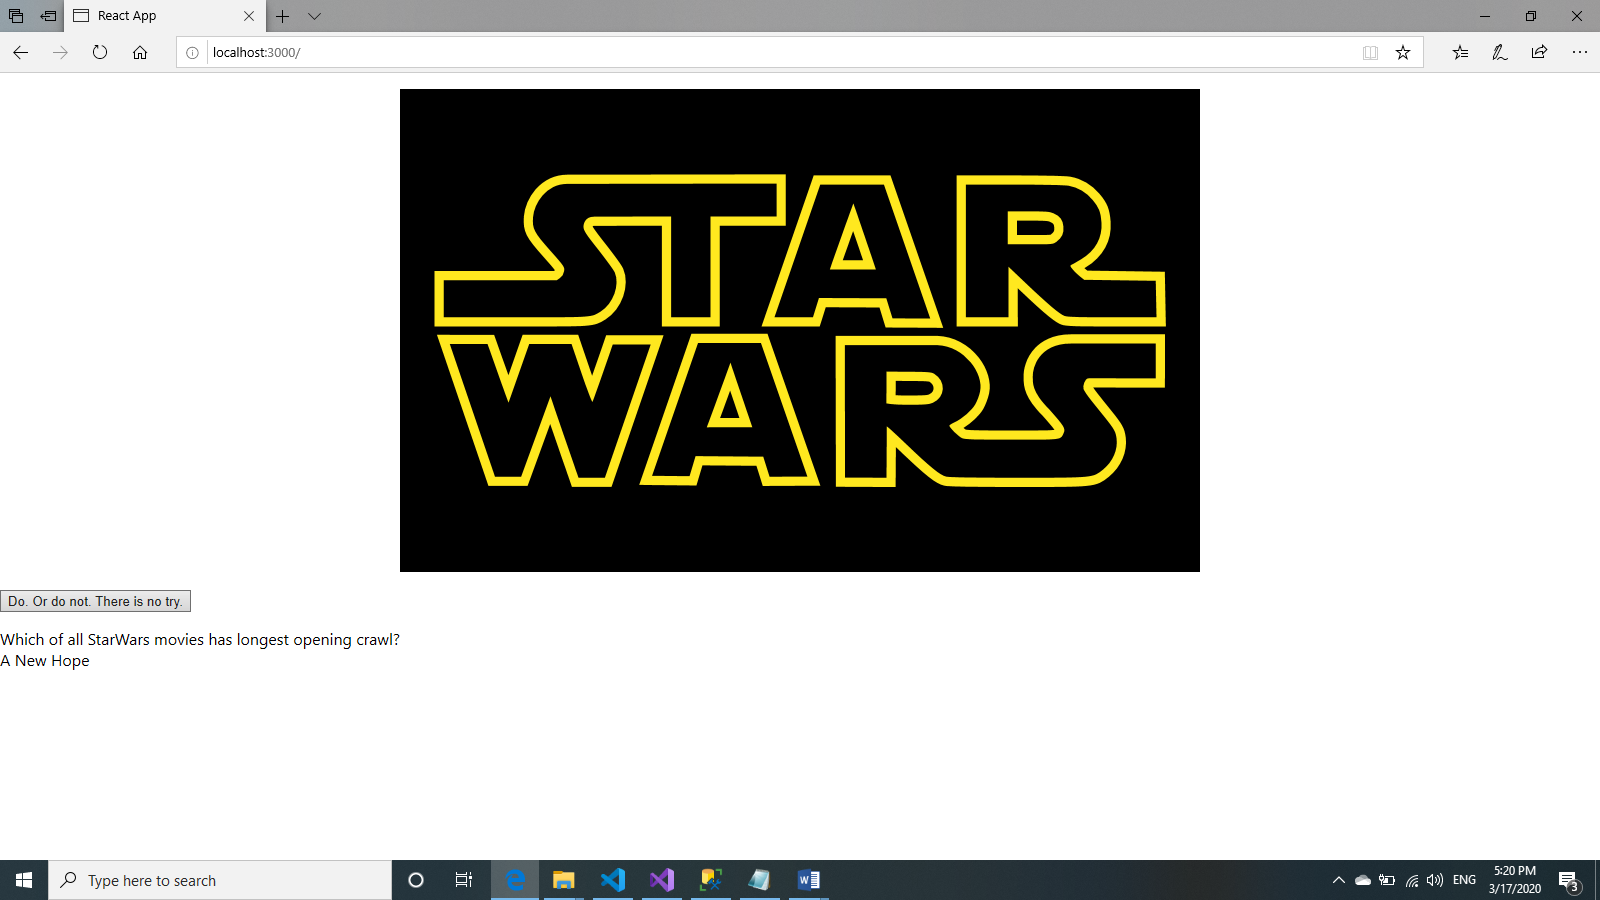 React App
localhost:3000/
STAR
WARS
Do. Or do not. There is no try.
Which of all StarWars movies has longest opening crawl?
A New Hope
Type here to search
ENG
5:20 PM
3/17/2020
3